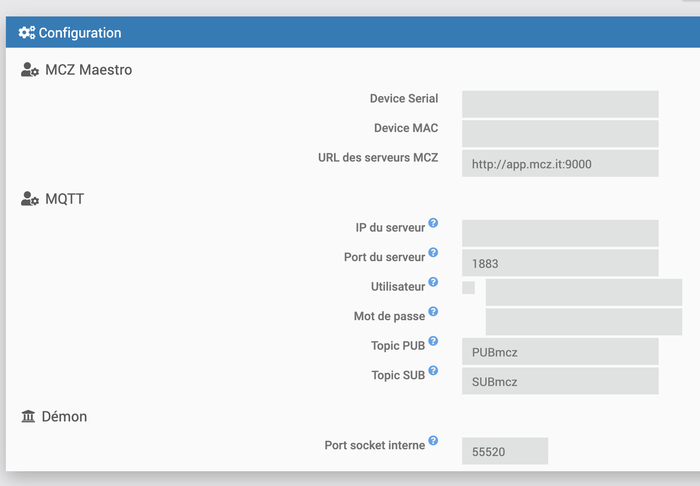 Configuration
MCZ Maestro
Device Serial
Device MAC
URL des serveurs MCZ http://app.mcz.it:9000
MQTT
IP du serveur ?
Port du serveur ? 1883
Utilisateur ?
Mot de passe ?
Topic PUB ? PUBmcz
Topic SUB ? SUBmcz
Démon
Port socket interne ? 55520